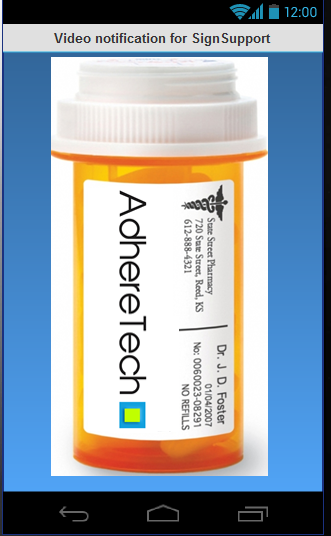 12:00
Video notification for SignSupport
State Street Pharmacy
720 State Street, Reed, KS
612-888-4321
Dr. J. D. Foster
01/04/2007
No: 0060023-08291
NO REFILLS
AdhereTech